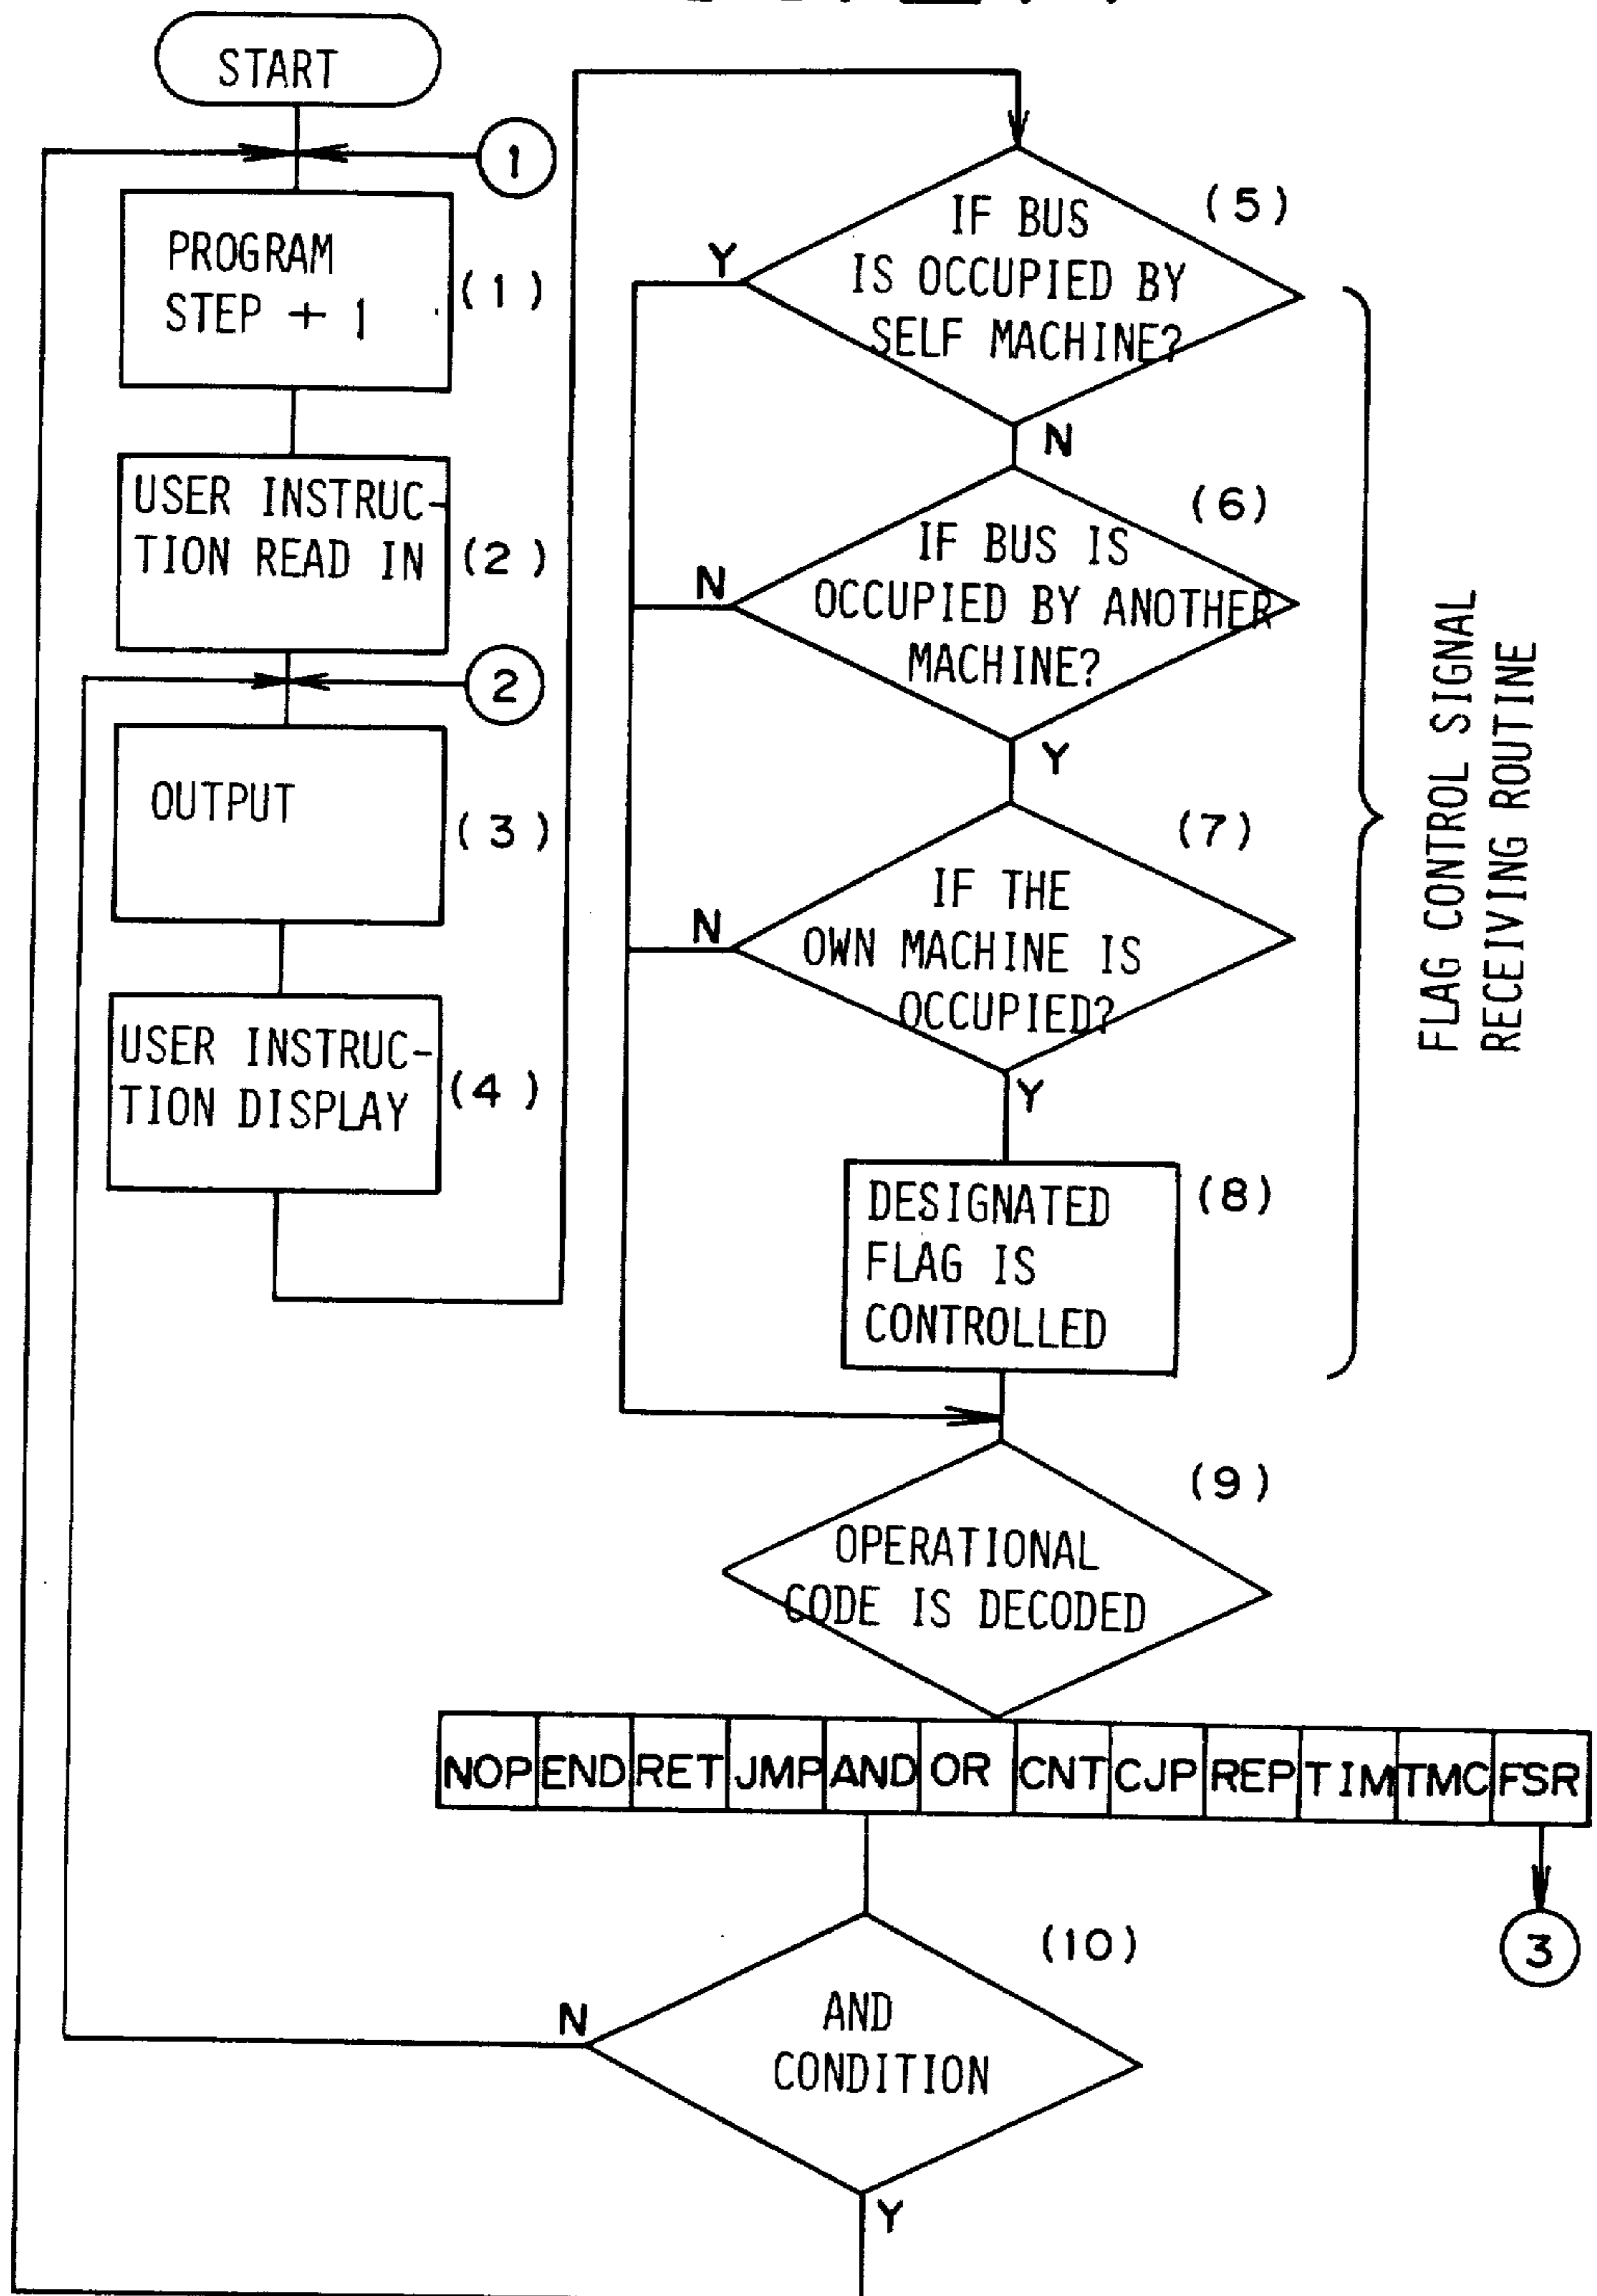 START
1
PROGRAM
STEP + 1
(1)
USER INSTRUC-
TION READ IN
(2)
2
OUTPUT
(3)
USER INSTRUC-
TION DISPLAY
(4)
IF BUS
IS OCCUPIED BY
SELF MACHINE?
(5)
Y
N
IF BUS IS
OCCUPIED BY ANOTHER
MACHINE?
(6)
N
Y
IF THE
OWN MACHINE IS
OCCUPIED?
(7)
N
Y
DESIGNATED
FLAG IS
CONTROLLED
(8)
FLAG CONTROL SIGNAL
RECEIVING ROUTINE
OPERATIONAL
CODE IS DECODED
(9)
NOP END RET JMP AND OR CNT CJP REP TIM TMC FSR
3
AND
CONDITION
(10)
N
Y